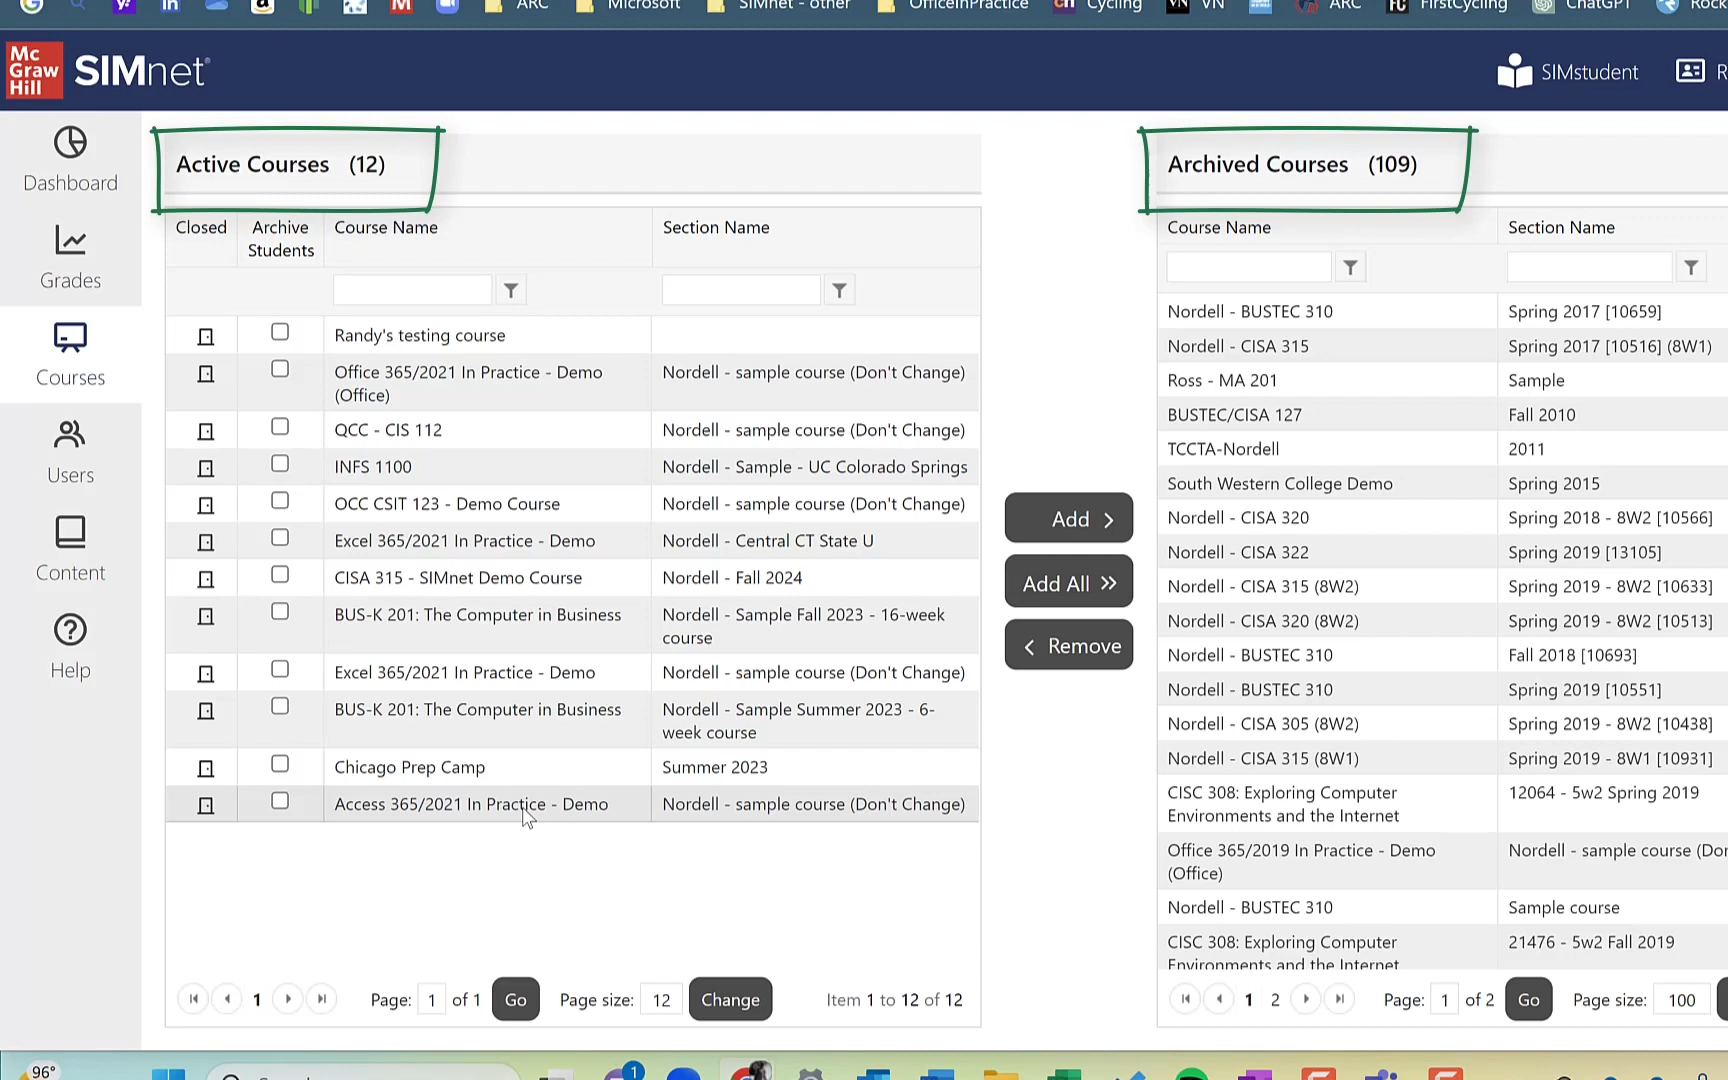 ARC
Microsoft
SIMnet - other
OfficeInPractice
Cycling
VN
VN
ARC
FC
FirstCycling
ChatGPT
Mc
Graw
Hill
SIMnet
SIMstudent
Dashboard
Grades
Courses
Users
Content
Help
Active Courses (12)
Closed
Archive
Students
Course Name
Section Name
Randy's testing course
Office 365/2021 In Practice - Demo
(Office)
Nordell - sample course (Don't Change)
QCC - CIS 112
Nordell - sample course (Don't Change)
INFS 1100
Nordell - Sample - UC Colorado Springs
OCC CSIT 123 - Demo Course
Nordell - sample course (Don't Change)
Excel 365/2021 In Practice - Demo
Nordell - Central CT State U
CISA 315 - SIMnet Demo Course
Nordell - Fall 2024
BUS-K 201: The Computer in Business
Nordell - Sample Fall 2023 - 16-week
course
Excel 365/2021 In Practice - Demo
Nordell - sample course (Don't Change)
BUS-K 201: The Computer in Business
Nordell - Sample Summer 2023 - 6-
week course
Chicago Prep Camp
Summer 2023
Access 365/2021 In Practice - Demo
Nordell - sample course (Don't Change)
1
Page: 1 of 1
Go
Page size: 12
Change
Item 1 to 12 of 12
Add
Add All
Remove
Archived Courses (109)
Course Name
Section Name
Nordell - BUSTEC 310
Spring 2017 [10659]
Nordell - CISA 315
Spring 2017 [10516] (8W1)
Ross - MA 201
Sample
BUSTEC/CISA 127
Fall 2010
TCCTA-Nordell
2011
South Western College Demo
Spring 2015
Nordell - CISA 320
Spring 2018 - 8W2 [10566]
Nordell - CISA 322
Spring 2019 [13105]
Nordell - CISA 315 (8W2)
Spring 2019 - 8W2 [10633]
Nordell - CISA 320 (8W2)
Spring 2019 - 8W2 [10513]
Nordell - BUSTEC 310
Fall 2018 [10693]
Nordell - BUSTEC 310
Spring 2019 [10551]
Nordell - CISA 305 (8W2)
Spring 2019 - 8W2 [10438]
Nordell - CISA 315 (8W1)
Spring 2019 - 8W1 [10931]
CISC 308: Exploring Computer
Environments and the Internet
12064 - 5w2 Spring 2019
Office 365/2019 In Practice - Demo
(Office)
Nordell - sample course
Nordell - BUSTEC 310
Sample course
CISC 308: Exploring Computer
Environments and the Internet
21476 - 5w2 Fall 2019
1 2
Page: 1 of 2
Go
Page size: 100
96°
1